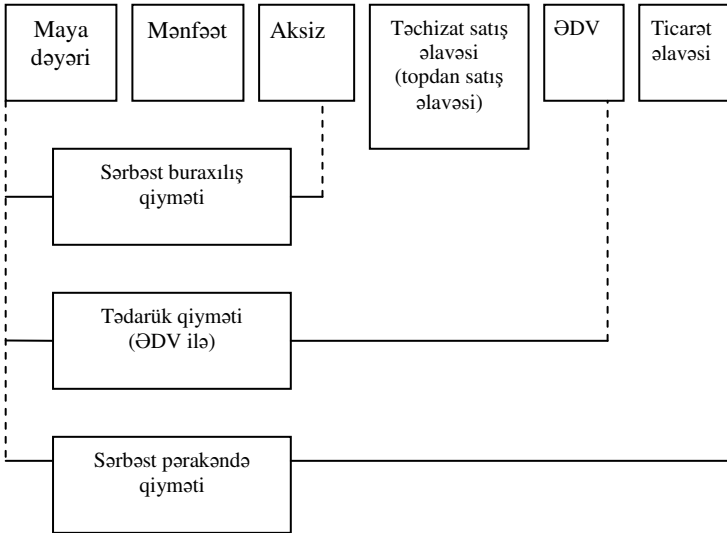 Maya
dəyəri
Mənfəət
Aksiz
Təchizat satış
əlavəsi
(topdan satış
əlavəsi)
ƏDV
Ticarət
əlavəsi
Sərbəst buraxılış
qiyməti
Tədarük qiyməti
(ƏDV ilə)
Sərbəst pərakəndə
qiyməti